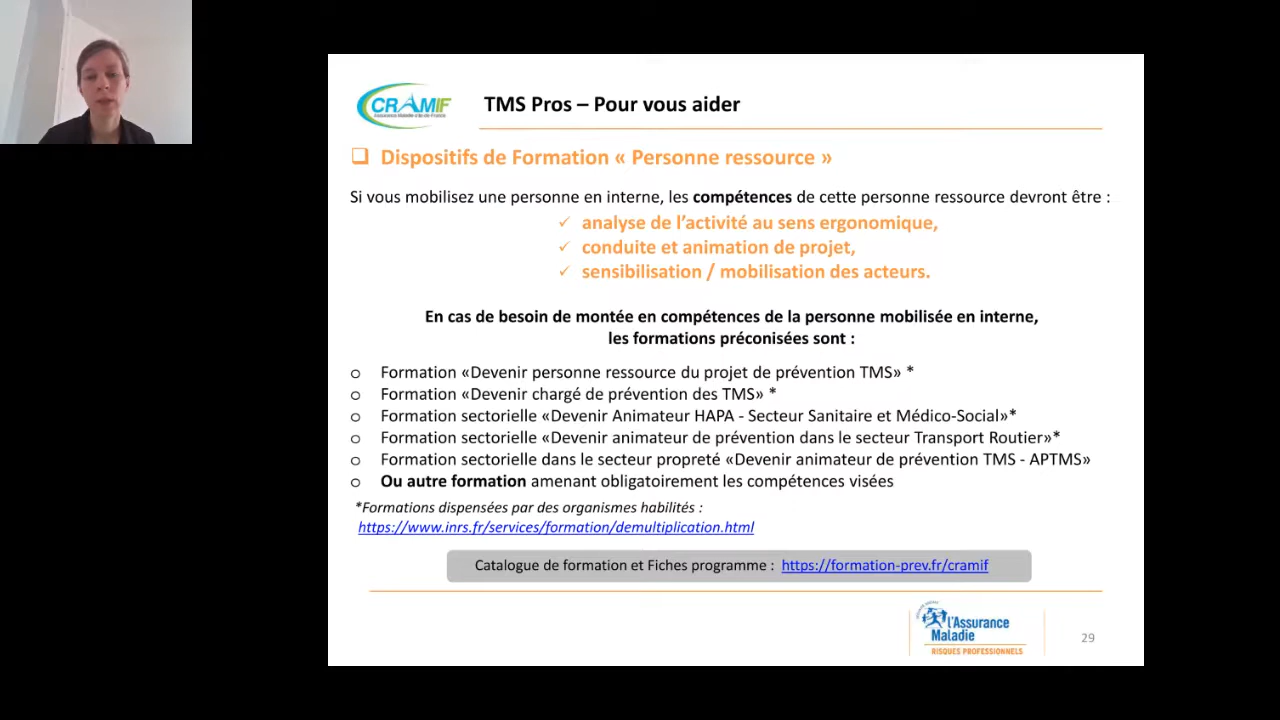 CRAMIF
TMS Pros – Pour vous aider
❑ Dispositifs de Formation « Personne ressource »
Si vous mobilisez une personne en interne, les compétences de cette personne ressource devront être :
✓ analyse de l’activité au sens ergonomique,
✓ conduite et animation de projet,
✓ sensibilisation / mobilisation des acteurs.
En cas de besoin de montée en compétences de la personne mobilisée en interne,
les formations préconisées sont :
o Formation «Devenir personne ressource du projet de prévention TMS» *
o Formation «Devenir chargé de prévention des TMS» *
o Formation sectorielle «Devenir Animateur HAPA - Secteur Sanitaire et Médico-Social»*
o Formation sectorielle «Devenir animateur de prévention dans le secteur Transport Routier»*
o Formation sectorielle dans le secteur propreté «Devenir animateur de prévention TMS - APTMS»
o Ou autre formation amenant obligatoirement les compétences visées
*Formations dispensées par des organismes habilités :
https://www.inrs.fr/services/formation/demultiplication.html
Catalogue de formation et Fiches programme : https://formation-prev.fr/cramif
l'Assurance
Maladie
RISQUES PROFESSIONNELS
29